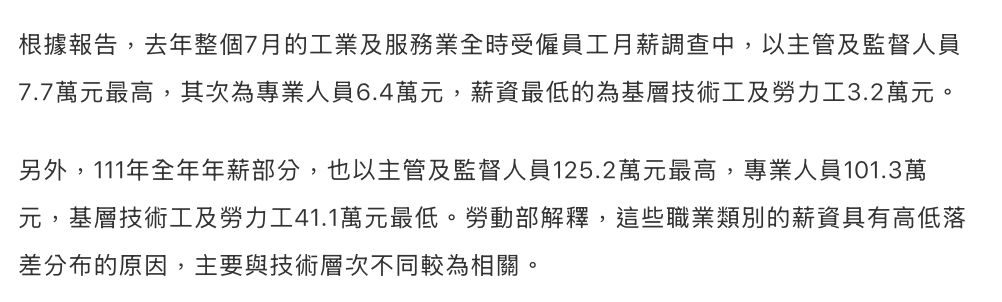 根據報告，去年整個7月的工業及服務業全時受僱員工月薪調查中，以主管及監督人員
7.7萬元最高，其次為專業人員6.4萬元，薪資最低的為基層技術工及勞力工3.2萬元。
另外，111年全年年薪部分，也以主管及監督人員125.2萬元最高，專業人員101.3萬
元，基層技術工及勞力工41.1萬元最低。勞動部解釋，這些職業類別的薪資具有高低落
差分布的原因，主要與技術層次不同較為相關。